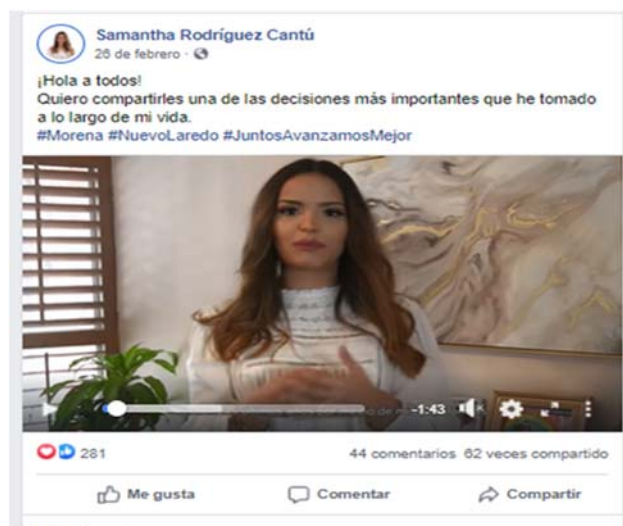 Samantha Rodríguez Cantú
26 de febrero ·
¡Hola a todos!
Quiero compartirles una de las decisiones más importantes que he tomado
a lo largo de mi vida.
#Morena #NuevoLaredo #JuntosAvanzamosMejor
-1:43
281
44 comentarios 62 veces compartido
Me gusta
Comentar
Compartir